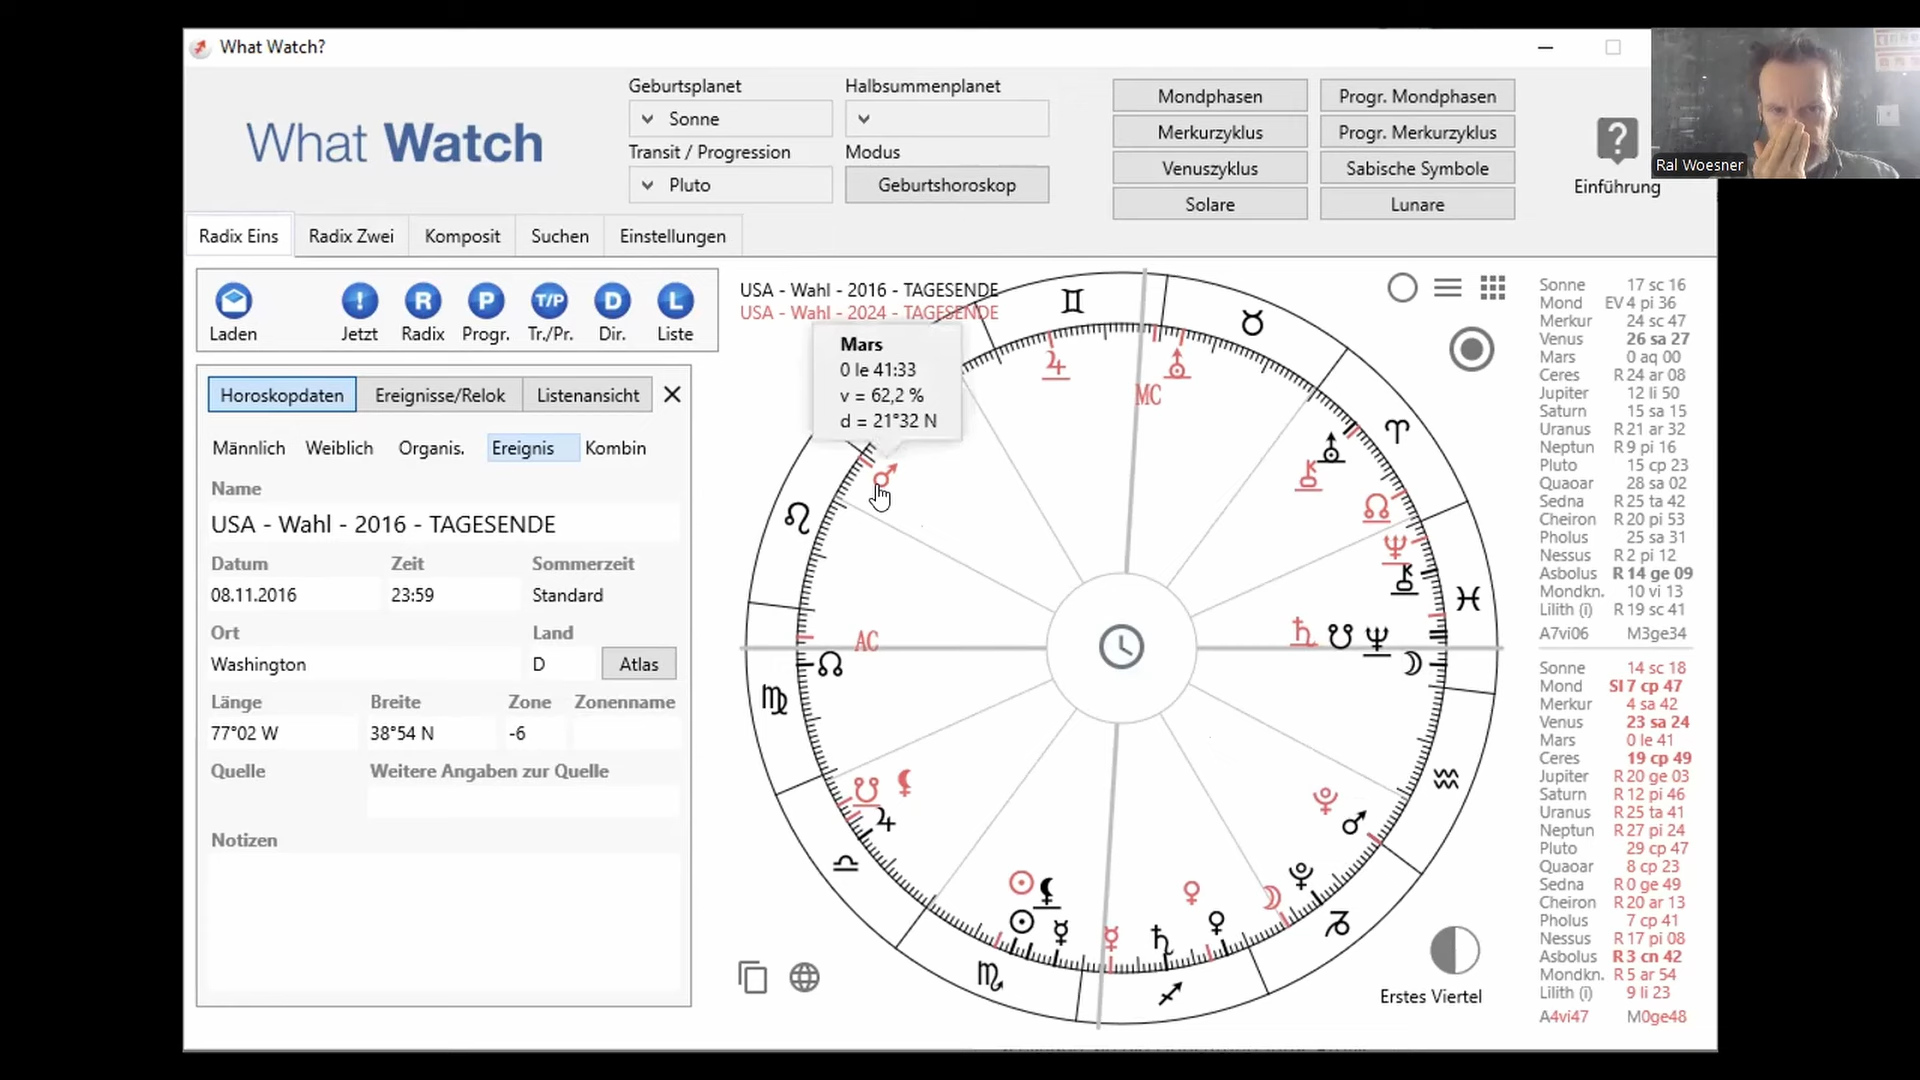 What Watch?
What Watch
Geburtsplanet
Sonne
Transit / Progression
Pluto
Halbsummenplanet
Modus
Geburtshoroskop
Mondphasen
Progr. Mondphasen
Merkurzyklus
Progr. Merkurzyklus
Venuszyklus
Sabische Symbole
Solare
Lunare
?
Einführung
Ral Woesner
Radix Eins
Radix Zwei
Komposit
Suchen
Einstellungen
Laden
! Jetzt
R Radix
P Progr.
T/P Tr./Pr.
D Dir.
L Liste
Horoskopdaten
Ereignisse/Relok
Listenansicht
Männlich
Weiblich
Organis.
Ereignis
Kombin
Name
USA - Wahl - 2016 - TAGESENDE
Datum
Zeit
Sommerzeit
08.11.2016
23:59
Standard
Ort
Land
Washington
D
Atlas
Länge
Breite
Zone
Zonenname
77°02 W
38°54 N
-6
Quelle
Weitere Angaben zur Quelle
Notizen
USA - Wahl - 2016 - TAGESENDE
USA - Wahl - 2024 - TAGESENDE
Mars
0 le 41:33
v = 62,2 %
d = 21°32 N
MC
AC
Erstes Viertel
Sonne 17 sc 16
Mond EV 4 pi 36
Merkur 24 sc 47
Venus 26 sa 27
Mars 0 aq 00
Ceres R 24 ar 08
Jupiter 12 li 50
Saturn 15 sa 15
Uranus R 21 ar 32
Neptun R 9 pi 16
Pluto 15 cp 23
Quaoar 28 sa 02
Sedna R 25 ta 42
Cheiron R 20 pi 53
Pholus 25 sa 31
Nessus R 2 pi 12
Asbolus R 14 ge 09
Mondkn. 10 vi 13
Lilith (i) R 19 sc 41
A7vi06 M3ge34
Sonne 14 sc 18
Mond SI 7 cp 47
Merkur 4 sa 42
Venus 23 sa 24
Mars 0 le 41
Ceres 19 cp 49
Jupiter R 20 ge 03
Saturn R 12 pi 46
Uranus R 25 ta 41
Neptun R 27 pi 24
Pluto 29 cp 47
Quaoar 8 cp 23
Sedna R 0 ge 49
Cheiron R 20 ar 13
Pholus 7 cp 41
Nessus R 17 pi 08
Asbolus R 3 cn 42
Mondkn. R 5 ar 54
Lilith (i) 9 li 23
A4vi47 M0ge48